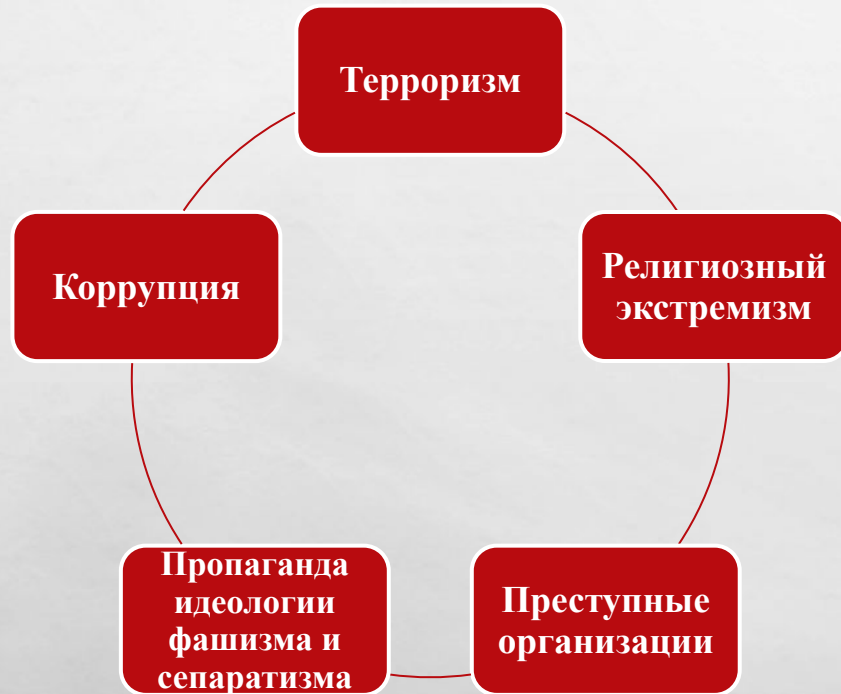 Терроризм
Религиозный
экстремизм
Преступные
организации
Пропаганда
идеологии
фашизма и
сепаратизма
Коррупция